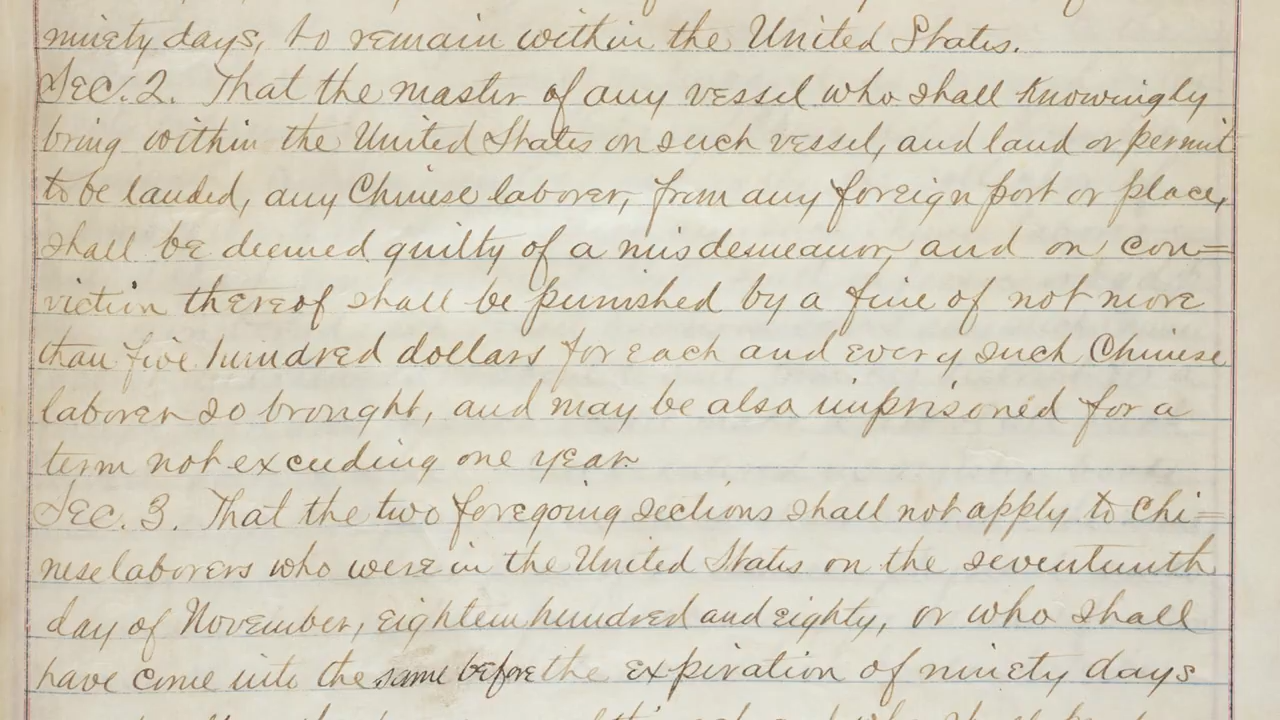 ninety days, to remain within the United States.
Sec. 2. That the master of any vessel who shall knowingly
bring within the United States on such vessel, and land or permit
to be landed, any Chinese laborer, from any foreign port or place,
shall be deemed guilty of a misdemeanor, and on con=
viction thereof shall be punished by a fine of not more
than five hundred dollars for each and every such Chinese
laborer so brought, and may be also imprisoned for a
term not exceeding one year.
Sec. 3. That the two foregoing sections shall not apply to Chi=
nese laborers who were in the United States on the seventeenth
day of November, eighteen hundred and eighty, or who shall
have come into the same before the expiration of ninety days